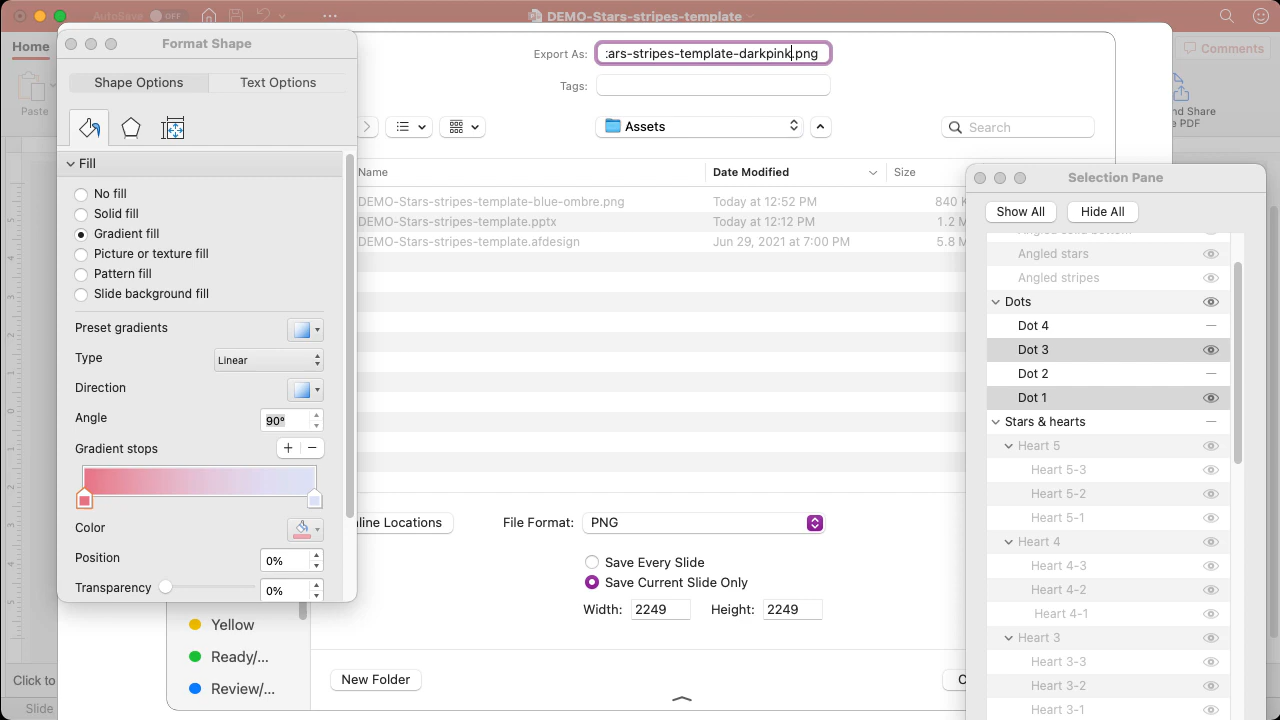 AutoSave OFF
DEMO-Stars-stripes-template
Home
Comments
Paste
Format Shape
Shape Options
Text Options
Fill
No fill
Solid fill
Gradient fill
Picture or texture fill
Pattern fill
Slide background fill
Preset gradients
Type
Linear
Direction
Angle
90°
Gradient stops
Color
Position
0%
Transparency
0%
Export As:
tars-stripes-template-darkpink.png
Tags:
Assets
Search
nd Share
PDF
Name
Date Modified
Size
DEMO-Stars-stripes-template-blue-ombre.png
Today at 12:52 PM
840 K
DEMO-Stars-stripes-template.pptx
Today at 12:12 PM
1.2 M
DEMO-Stars-stripes-template.afdesign
Jun 29, 2021 at 7:00 PM
5.8 M
line Locations
File Format:
PNG
Save Every Slide
Save Current Slide Only
Width:
2249
Height:
2249
Yellow
Ready/...
Review/...
New Folder
C
Click to
Slide
Selection Pane
Show All
Hide All
Angled stars
Angled stripes
Dots
Dot 4
Dot 3
Dot 2
Dot 1
Stars & hearts
Heart 5
Heart 5-3
Heart 5-2
Heart 5-1
Heart 4
Heart 4-3
Heart 4-2
Heart 4-1
Heart 3
Heart 3-3
Heart 3-2
Heart 3-1